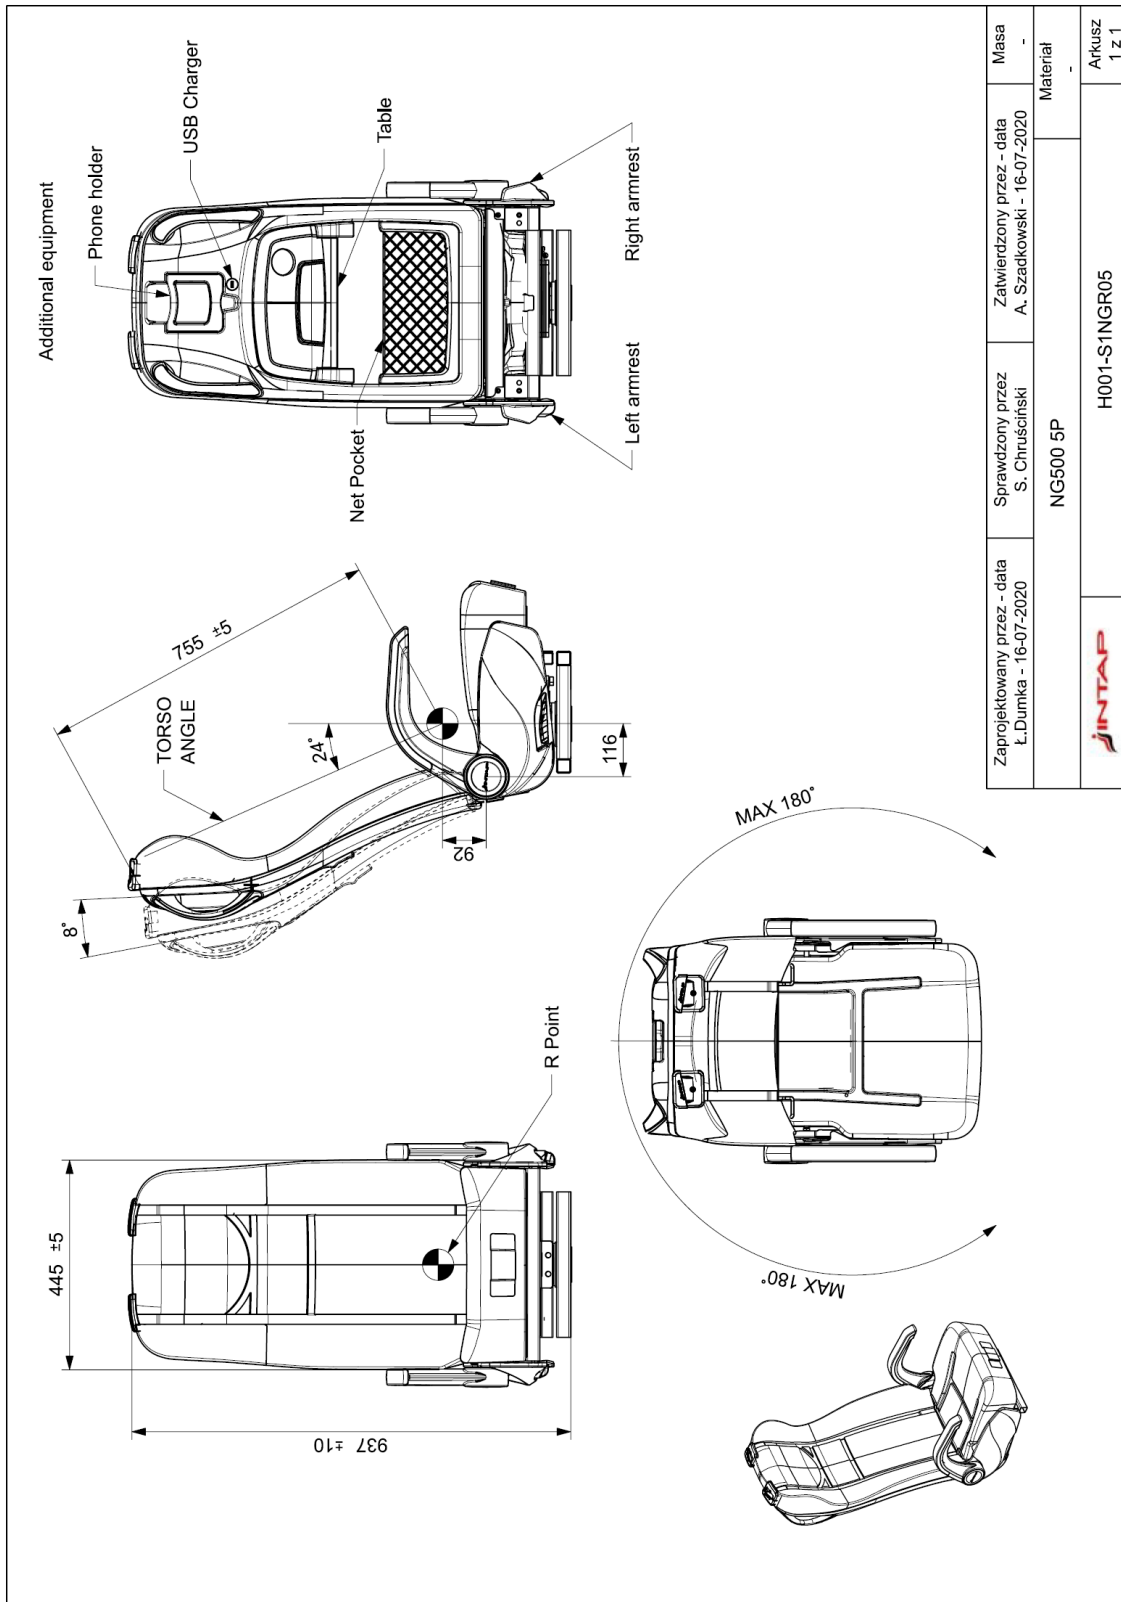 Additional equipment
Phone holder
USB Charger
Table
Net Pocket
Left armrest
Right armrest
755 ±5
TORSO
ANGLE
24°
8°
92
116
445 ±5
937 ±10
R Point
MAX 180°
MAX 180°
Zaprojektowany przez - data
Ł.Dumka - 16-07-2020
Sprawdzony przez
S. Chruściński
Zatwierdzony przez - data
A. Szadkowski - 16-07-2020
Masa
-
NG500 5P
Materiał
-
INTAP
H001-S1NGR05
Arkusz
1 z 1